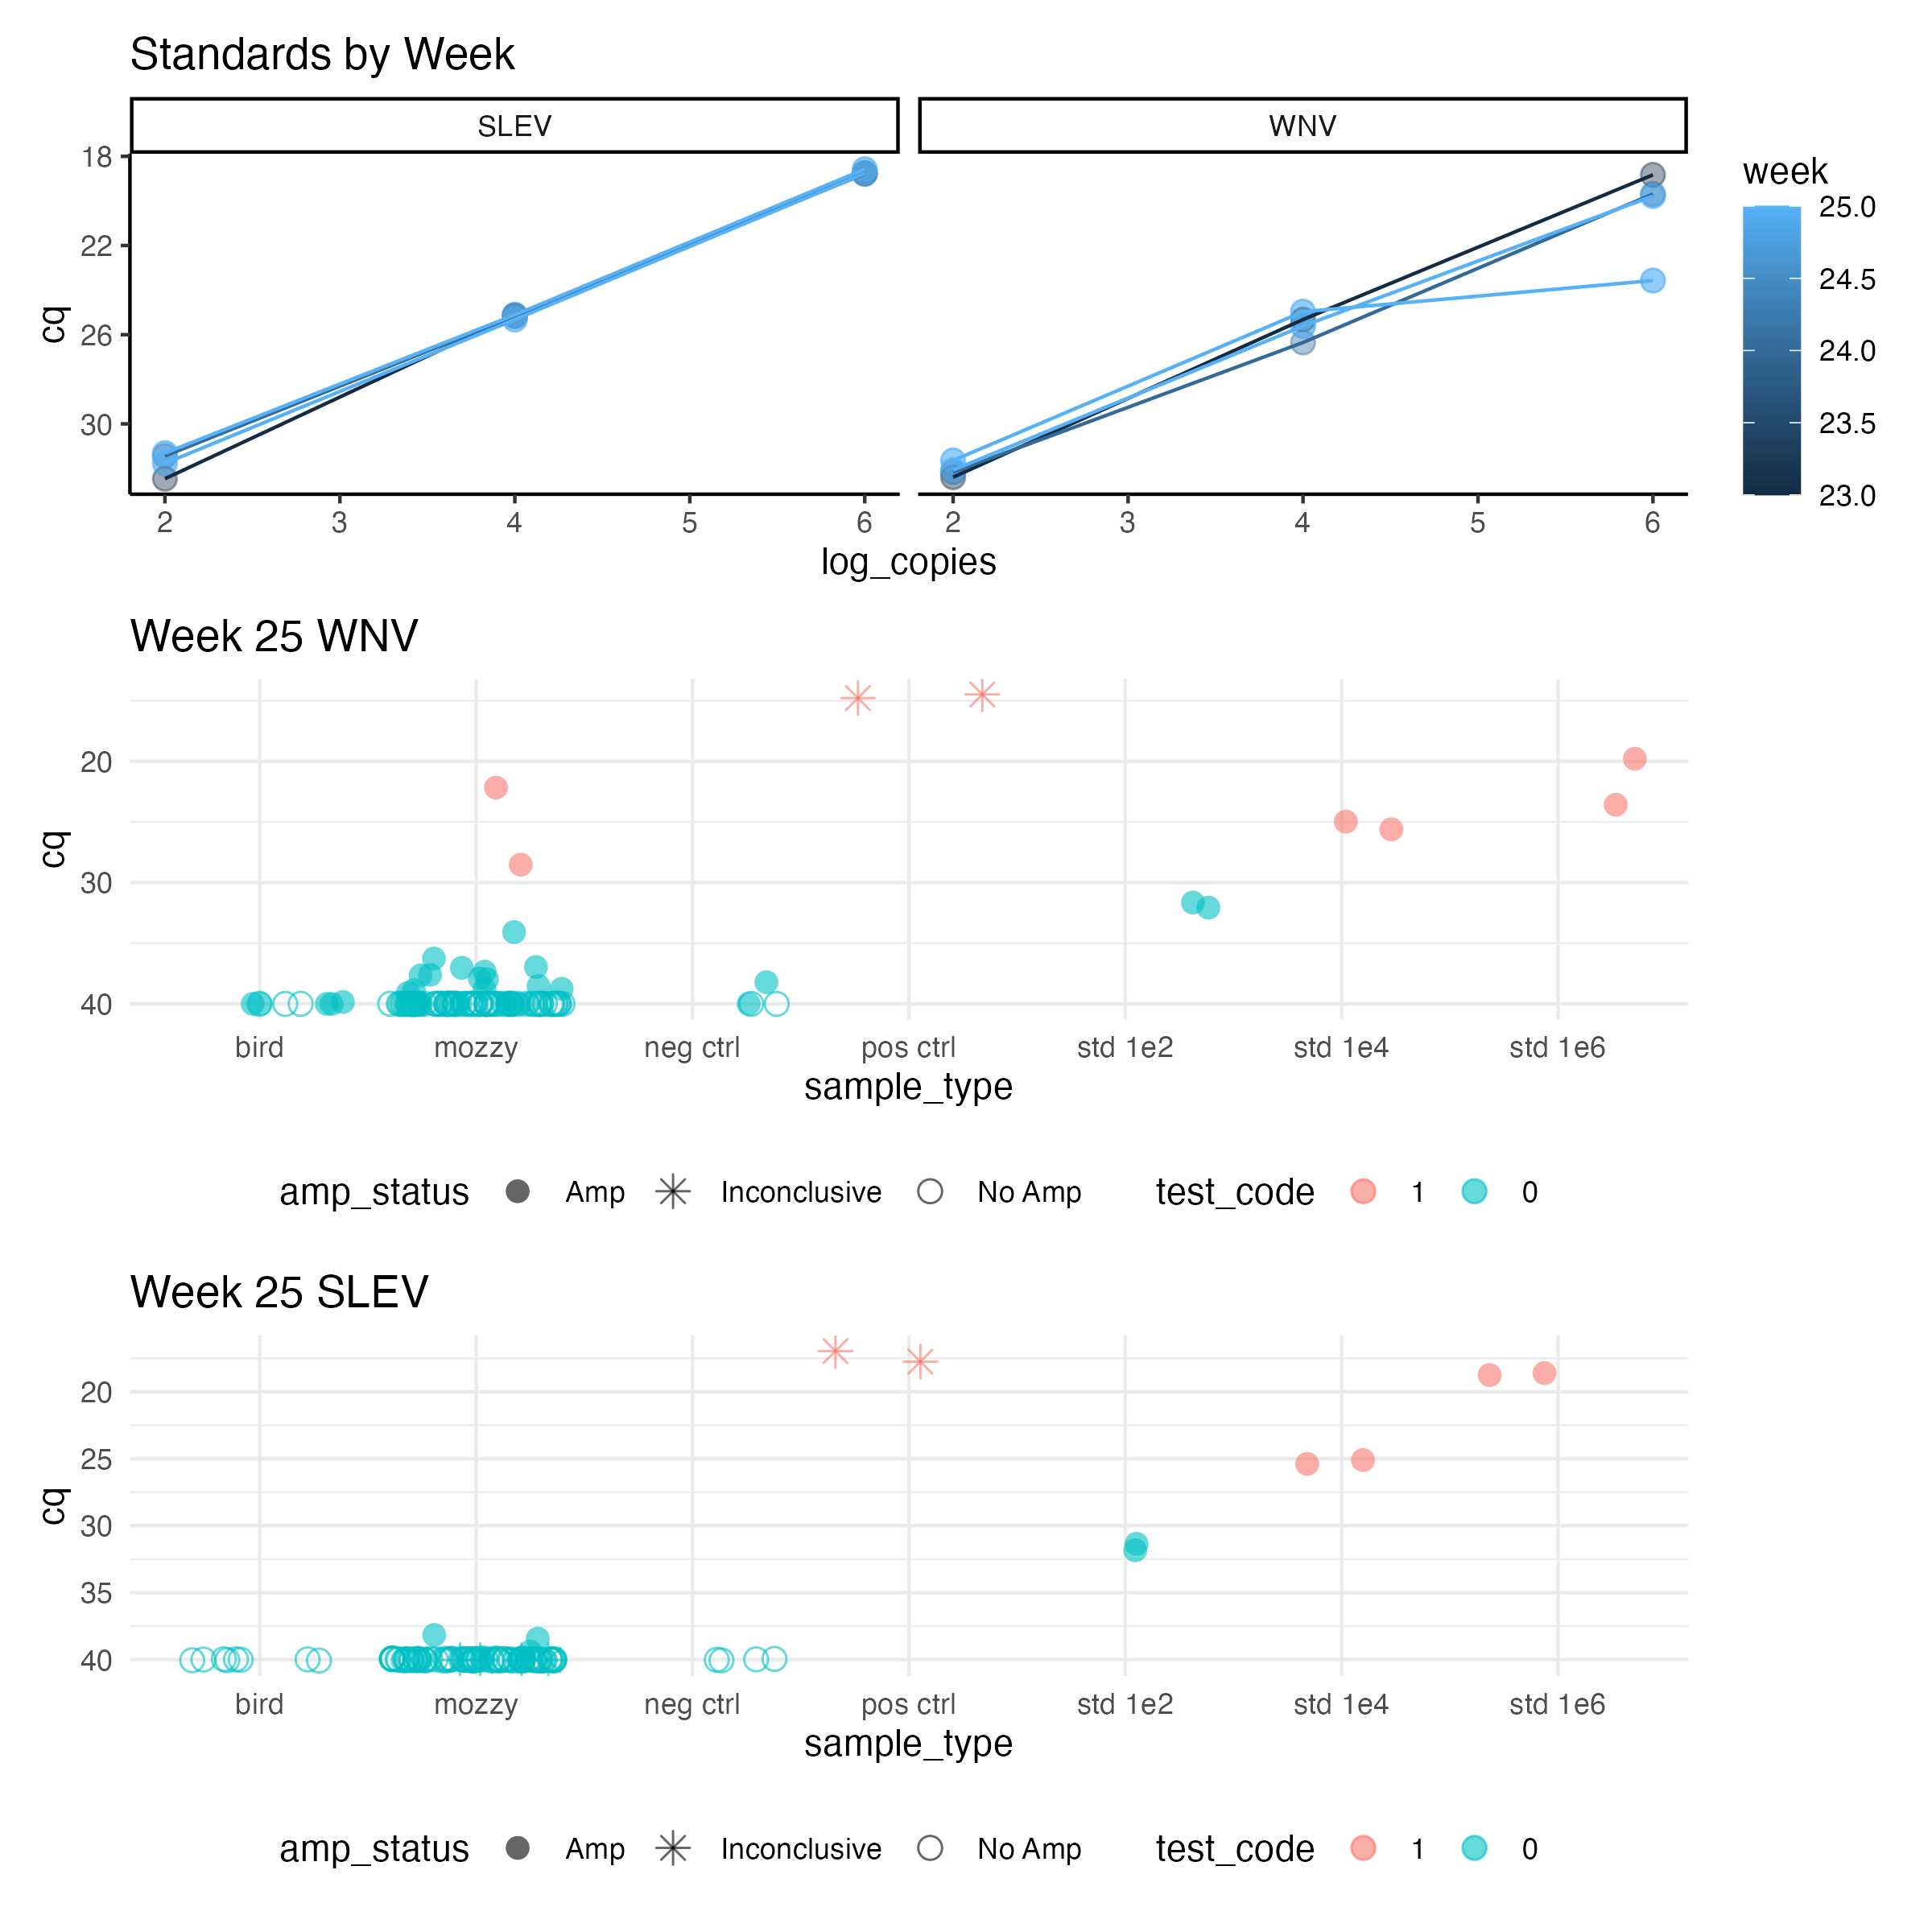 Standards by Week
SLEV WNV
18
22
26
30
cq
2 3 4 5 6 2 3 4 5 6
log_copies
week
25.0
24.5
24.0
23.5
23.0
Week 25 WNV
20
30
40
cq
bird mozzy neg ctrl pos ctrl std 1e2 std 1e4 std 1e6
sample_type
amp_status Amp Inconclusive No Amp test_code 1 0
Week 25 SLEV
20
25
30
35
40
cq
bird mozzy neg ctrl pos ctrl std 1e2 std 1e4 std 1e6
sample_type
amp_status Amp Inconclusive No Amp test_code 1 0